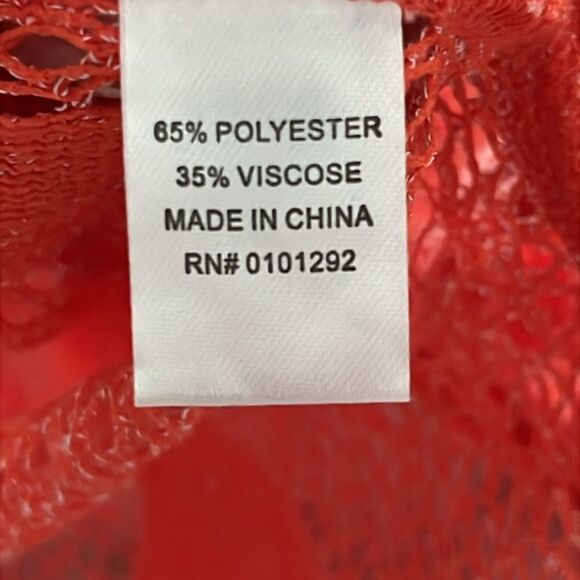 65% POLYESTER
35% VISCOSE
MADE IN CHINA
RN# 0101292